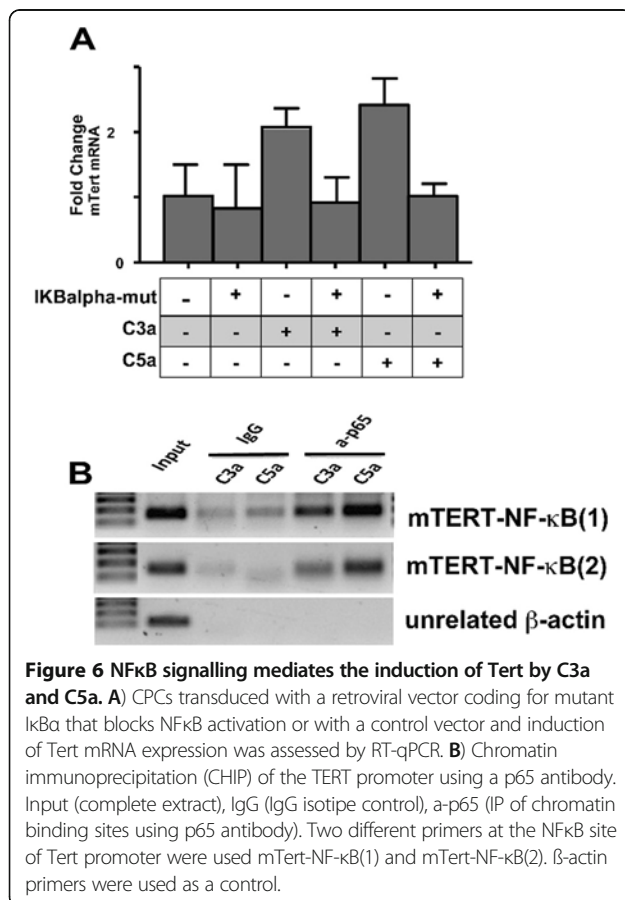 A
Fold Change
mTert mRNA
2
0
IKBalpha-mut - + - + - +
C3a - - + + - -
C5a - - - - + +
B
Input IgG a-p65
C3a C5a C3a C5a
mTERT-NF-κB(1)
mTERT-NF-κB(2)
unrelated β-actin
Figure 6 NFκB signalling mediates the induction of Tert by C3a
and C5a. A) CPCs transduced with a retroviral vector coding for mutant
IκBα that blocks NFκB activation or with a control vector and induction
of Tert mRNA expression was assessed by RT-qPCR. B) Chromatin
immunoprecipitation (CHIP) of the TERT promoter using a p65 antibody.
Input (complete extract), IgG (IgG isotipe control), a-p65 (IP of chromatin
binding sites using p65 antibody). Two different primers at the NFκB site
of Tert promoter were used mTert-NF-κB(1) and mTert-NF-κB(2). ß-actin
primers were used as a control.